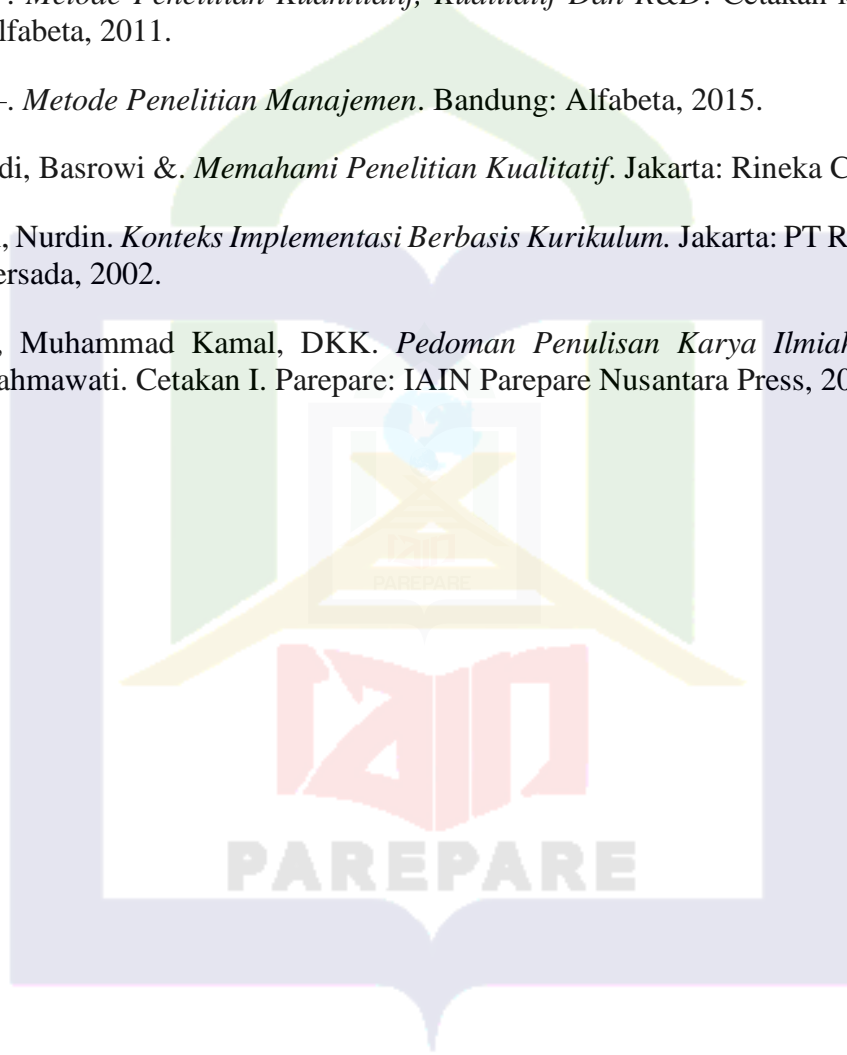 . Metode Penelitian Kuantitatif, Kualitatif Dan R&D. Cetakan
lfabeta, 2011.
–. Metode Penelitian Manajemen. Bandung: Alfabeta, 2015.
di, Basrowi &. Memahami Penelitian Kualitatif. Jakarta: Rineka C
, Nurdin. Konteks Implementasi Berbasis Kurikulum. Jakarta: PT R
ersada, 2002.
, Muhammad Kamal, DKK. Pedoman Penulisan Karya Ilmiah
ahmawati. Cetakan I. Parepare: IAIN Parepare Nusantara Press, 20
IAIN
PAREPARE
IAIN
PAREPARE